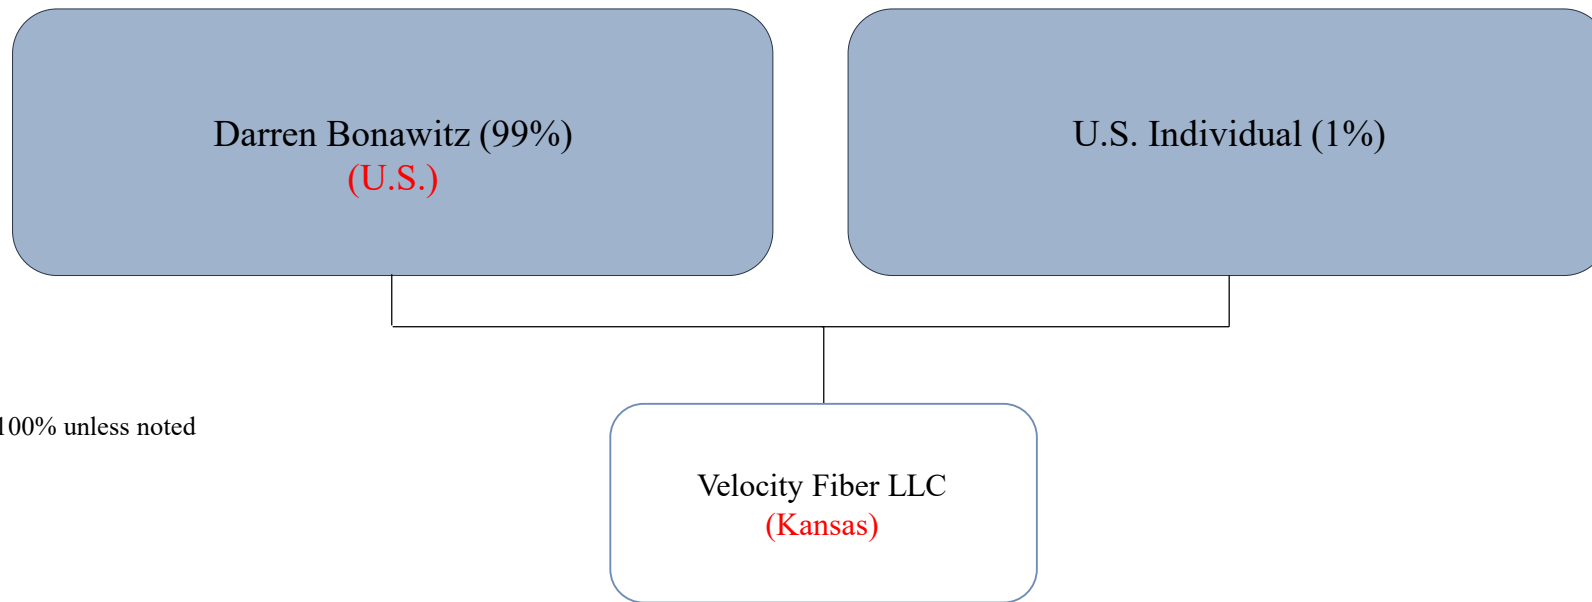 Darren Bonawitz (99%)
(U.S.)
U.S. Individual (1%)
100% unless noted
Velocity Fiber LLC
(Kansas)